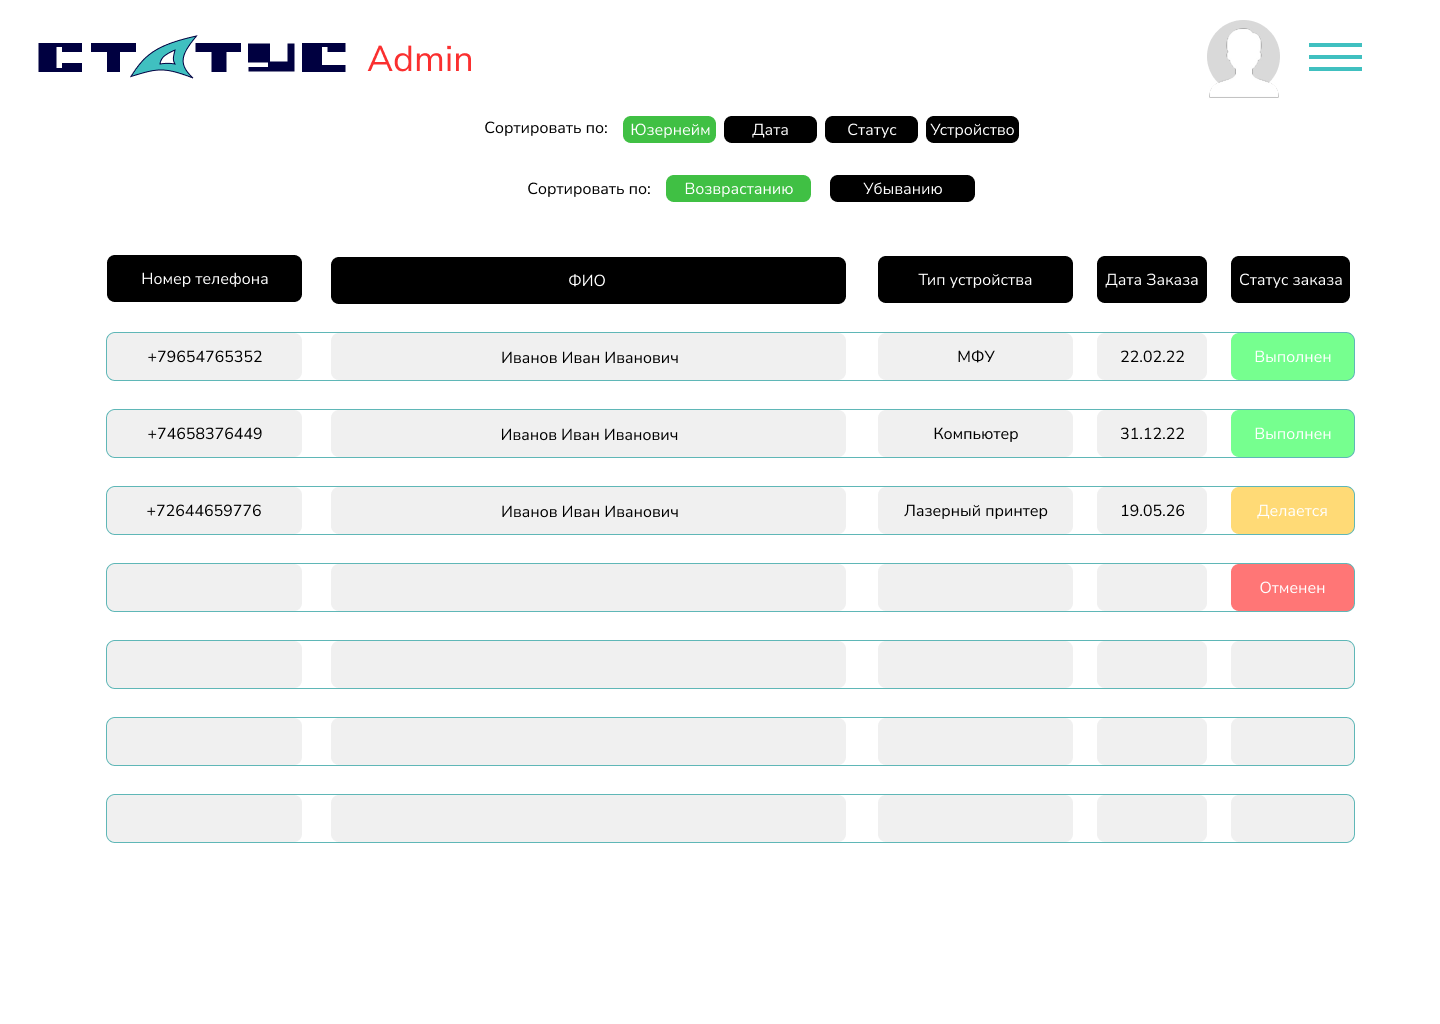 СТАТУС Admin
Сортировать по: Юзернейм Дата Статус Устройство
Сортировать по: Возврастанию Убыванию
Номер телефона ФИО Тип устройства Дата Заказа Статус заказа
+79654765352 Иванов Иван Иванович МФУ 22.02.22 Выполнен
+74658376449 Иванов Иван Иванович Компьютер 31.12.22 Выполнен
+72644659776 Иванов Иван Иванович Лазерный принтер 19.05.26 Делается
Отменен